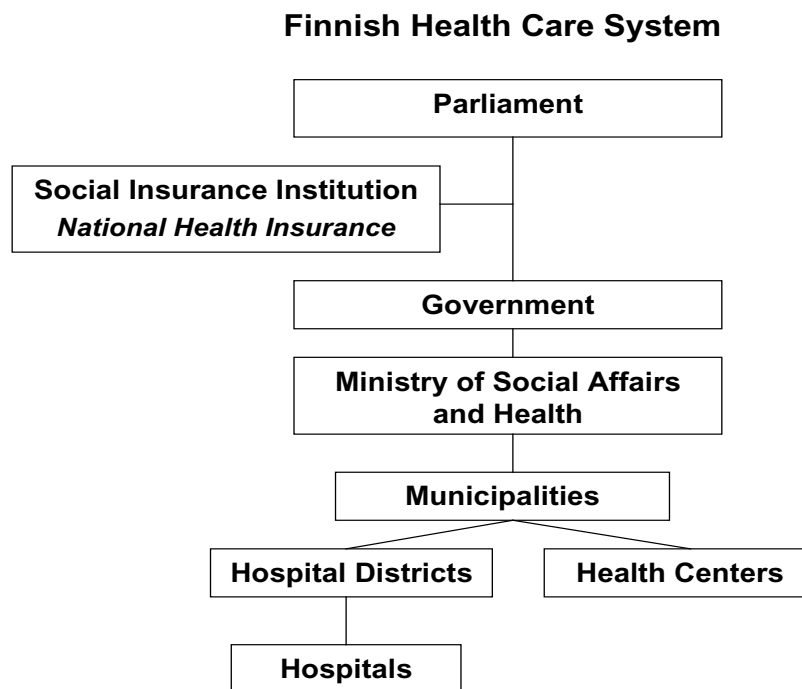 Finnish Health Care System
Parliament
Social Insurance Institution
National Health Insurance
Government
Ministry of Social Affairs
and Health
Municipalities
Hospital Districts
Health Centers
Hospitals